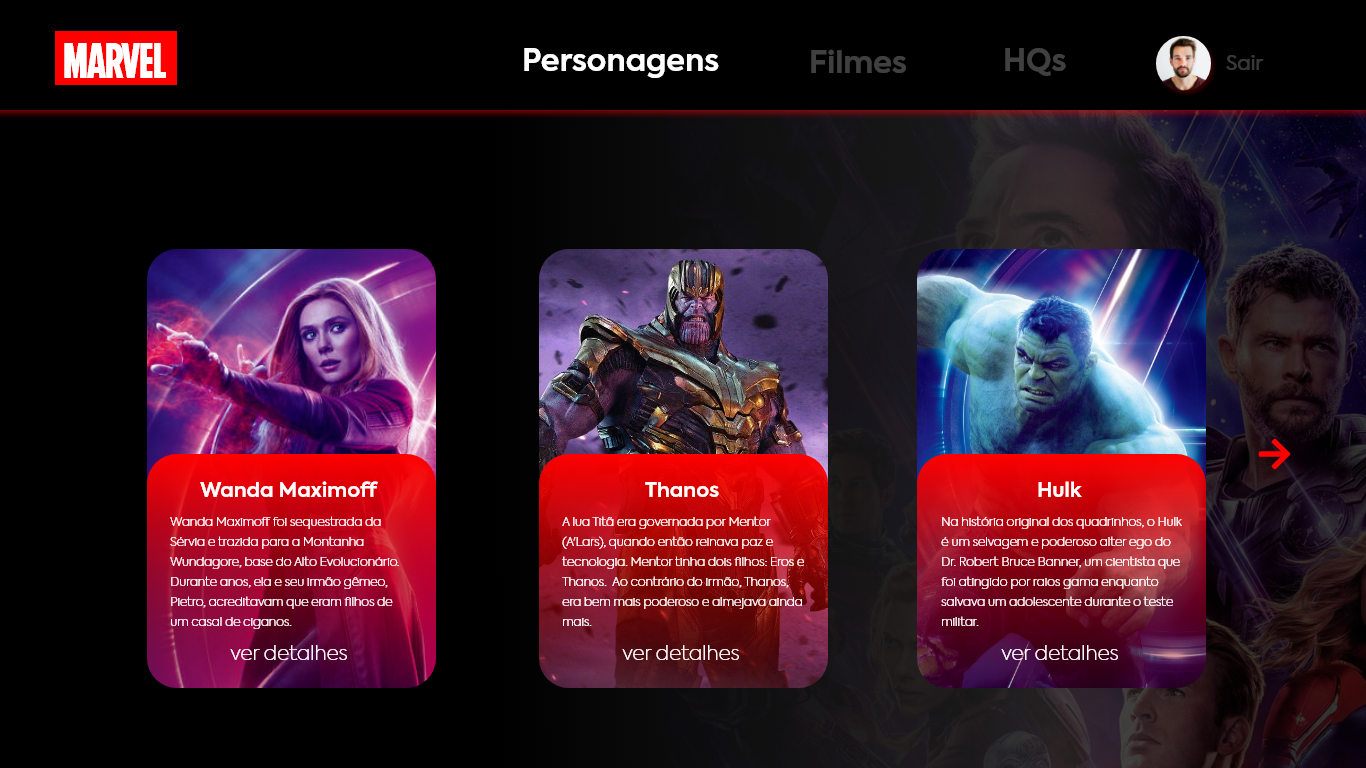 MARVEL
Personagens
Filmes
HQs
Sair
Wanda Maximoff
Wanda Maximoff foi sequestrada da
Sérvia e trazida para a Montanha
Wundagore, base do Alto Evolucionário.
Durante anos, ela e seu irmão gêmeo,
Pietro, acreditavam que eram filhos de
um casal de ciganos.
ver detalhes
Thanos
A lua Titã era governada por Mentor
(A'Lars), quando então reinava paz e
tecnologia. Mentor tinha dois filhos: Eros e
Thanos. Ao contrário do irmão, Thanos,
era bem mais poderoso e almejava ainda
mais.
ver detalhes
Hulk
Na história original dos quadrinhos, o Hulk
é um selvagem e poderoso alter ego do
Dr. Robert Bruce Banner, um cientista que
foi atingido por raios gama enquanto
salvava um adolescente durante o teste
militar.
ver detalhes